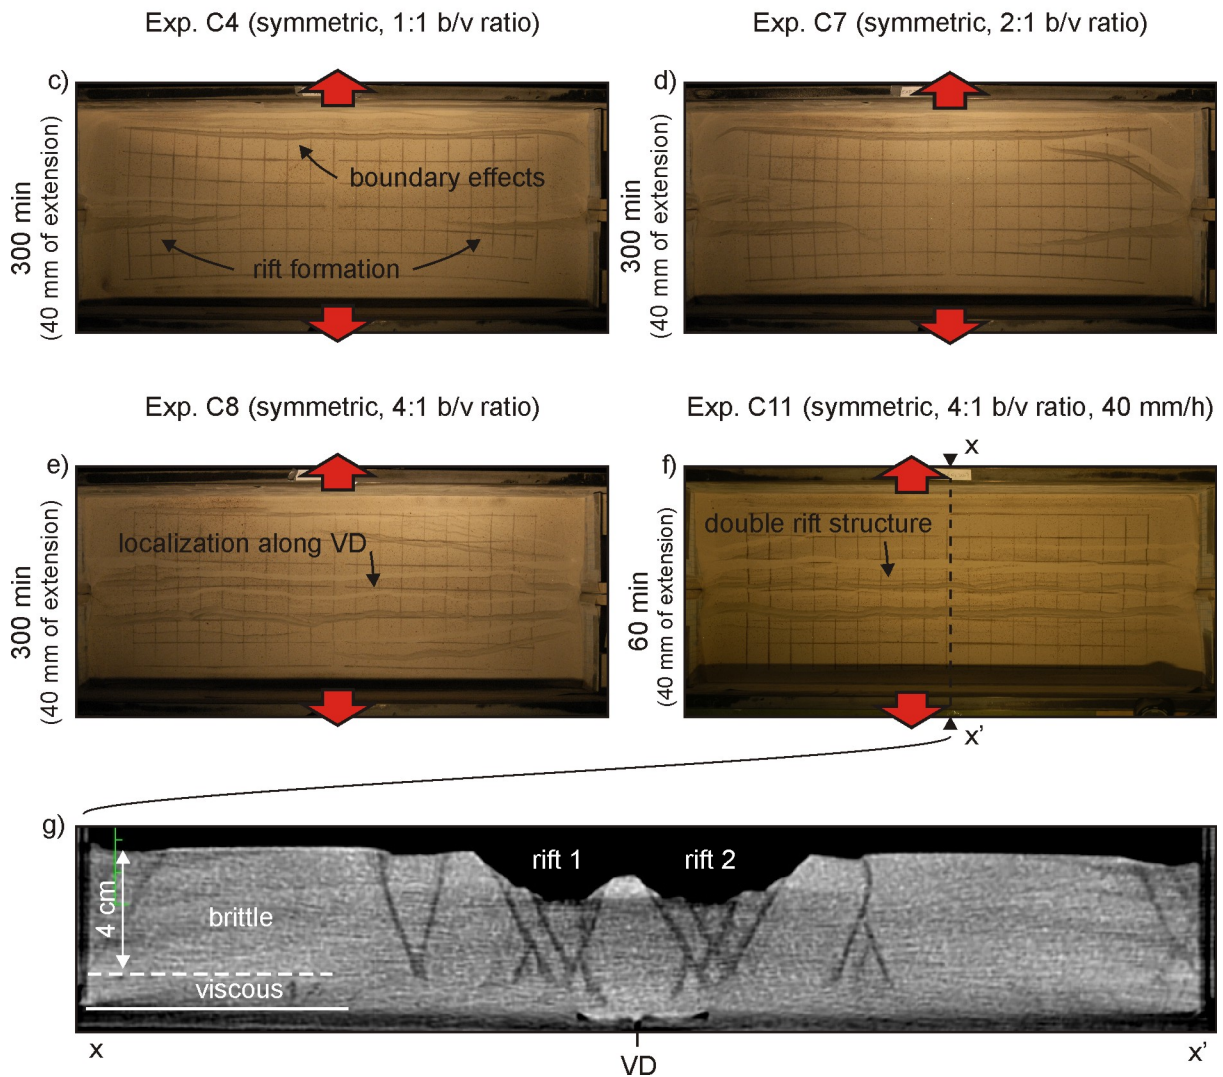 Exp. C4 (symmetric, 1:1 b/v ratio)
Exp. C7 (symmetric, 2:1 b/v ratio)
c)
300 min
(40 mm of extension)
boundary effects
rift formation
d)
300 min
(40 mm of extension)
Exp. C8 (symmetric, 4:1 b/v ratio)
Exp. C11 (symmetric, 4:1 b/v ratio, 40 mm/h)
e)
300 min
(40 mm of extension)
localization along VD
f)
60 min
(40 mm of extension)
x
double rift structure
x'
g)
4 cm
rift 1
rift 2
brittle
viscous
x
VD
x'